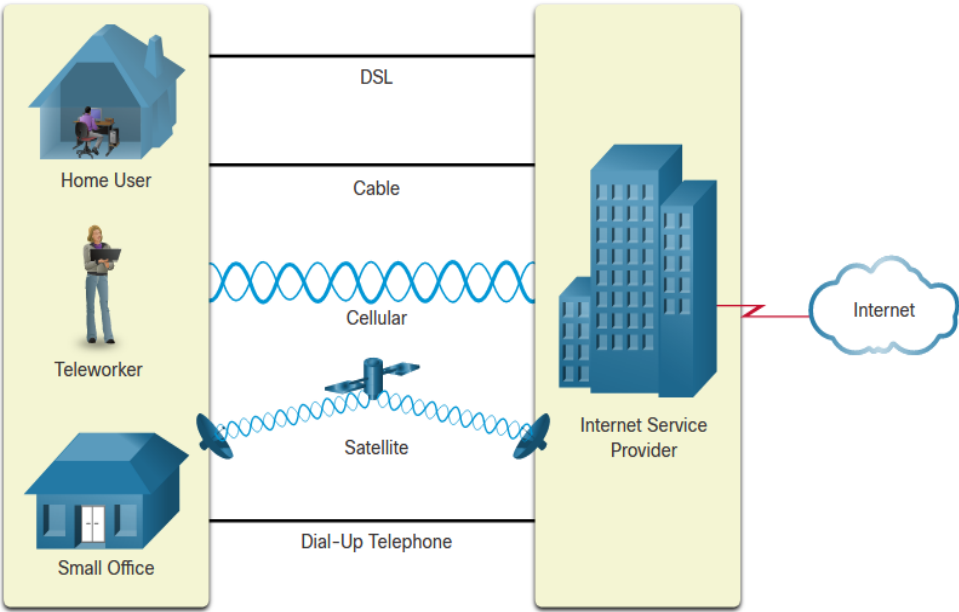 DSL
Home User
Cable
Cellular
Teleworker
Satellite
Internet Service
Provider
Internet
Dial-Up Telephone
Small Office